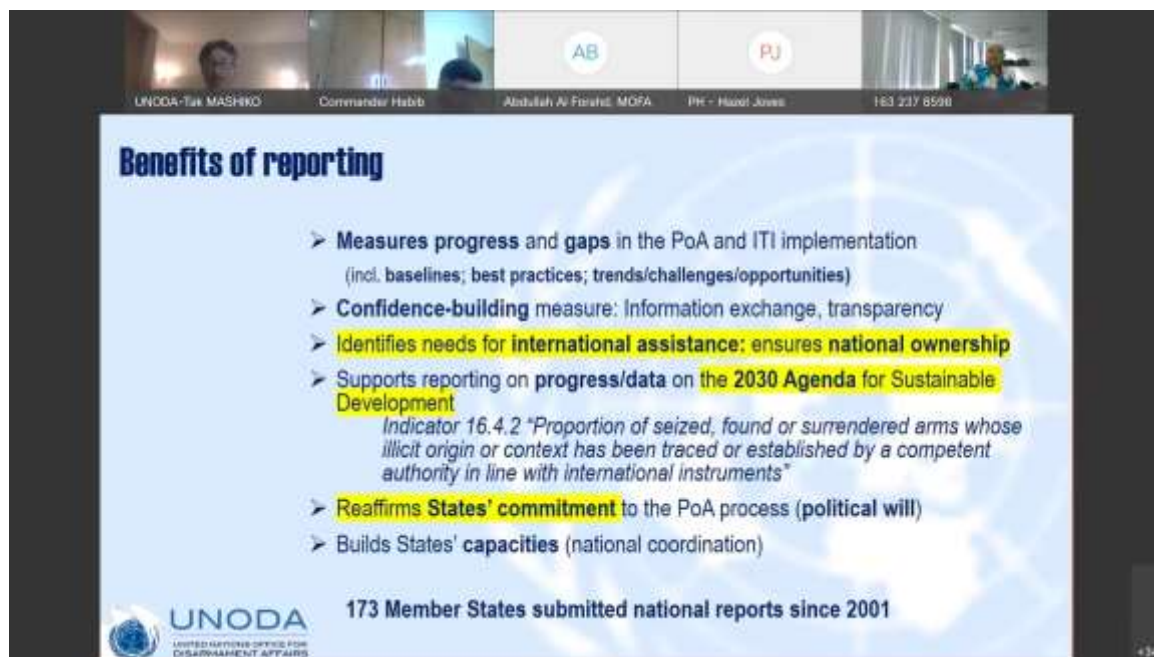 AB
PJ
UNODA-Tak MASHIKO
Commander Habib
Abdullah Al Forahd, MOFA
PH - Hazel Joves
163 237 8590
Benefits of reporting
➢ Measures progress and gaps in the PoA and ITI implementation
(incl. baselines; best practices; trends/challenges/opportunities)
➢ Confidence-building measure: Information exchange, transparency
➢ Identifies needs for international assistance; ensures national ownership
➢ Supports reporting on progress/data on the 2030 Agenda for Sustainable
Development
Indicator 16.4.2 “Proportion of seized, found or surrendered arms whose
illicit origin or context has been traced or established by a competent
authority in line with international instruments”
➢ Reaffirms States’ commitment to the PoA process (political will)
➢ Builds States’ capacities (national coordination)
173 Member States submitted national reports since 2001
UNODA
UNITED NATIONS OFFICE FOR
DISARMAMENT AFFAIRS